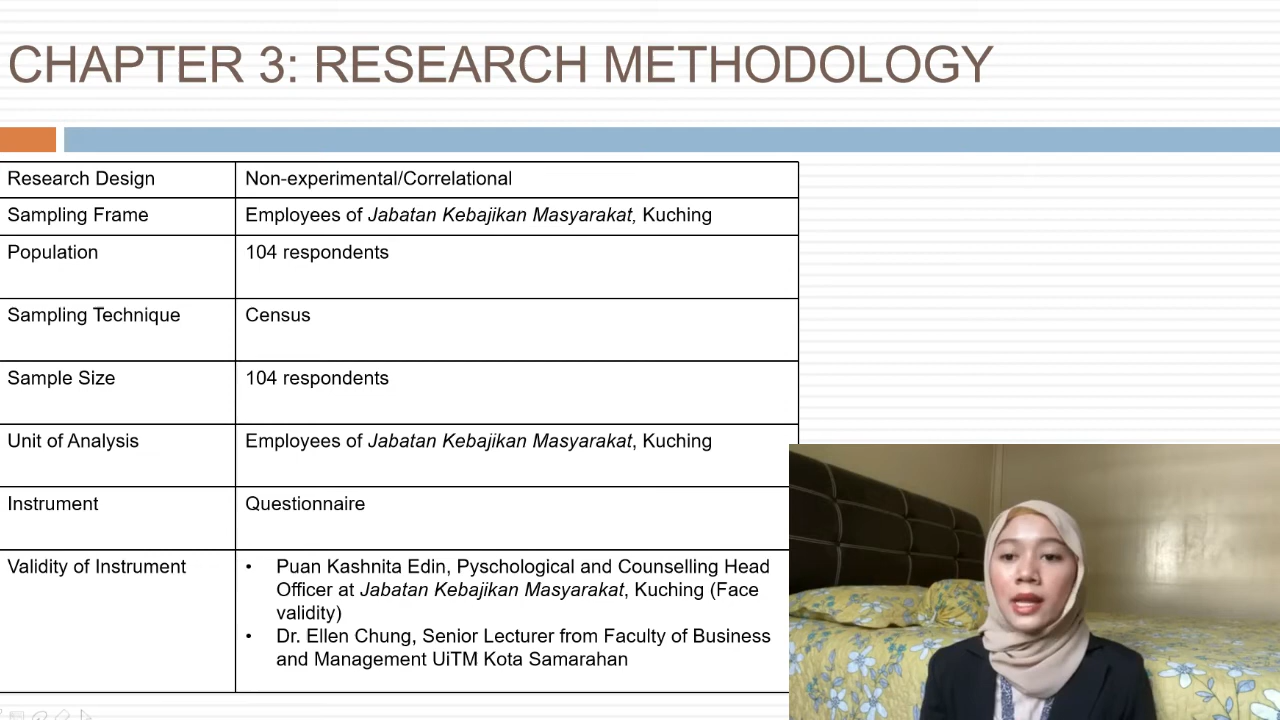 CHAPTER 3: RESEARCH METHODOLOGY
Research Design Non-experimental/Correlational
Sampling Frame Employees of Jabatan Kebajikan Masyarakat, Kuching
Population 104 respondents
Sampling Technique Census
Sample Size 104 respondents
Unit of Analysis Employees of Jabatan Kebajikan Masyarakat, Kuching
Instrument Questionnaire
Validity of Instrument • Puan Kashnita Edin, Pyschological and Counselling Head
Officer at Jabatan Kebajikan Masyarakat, Kuching (Face
validity)
• Dr. Ellen Chung, Senior Lecturer from Faculty of Business
and Management UiTM Kota Samarahan